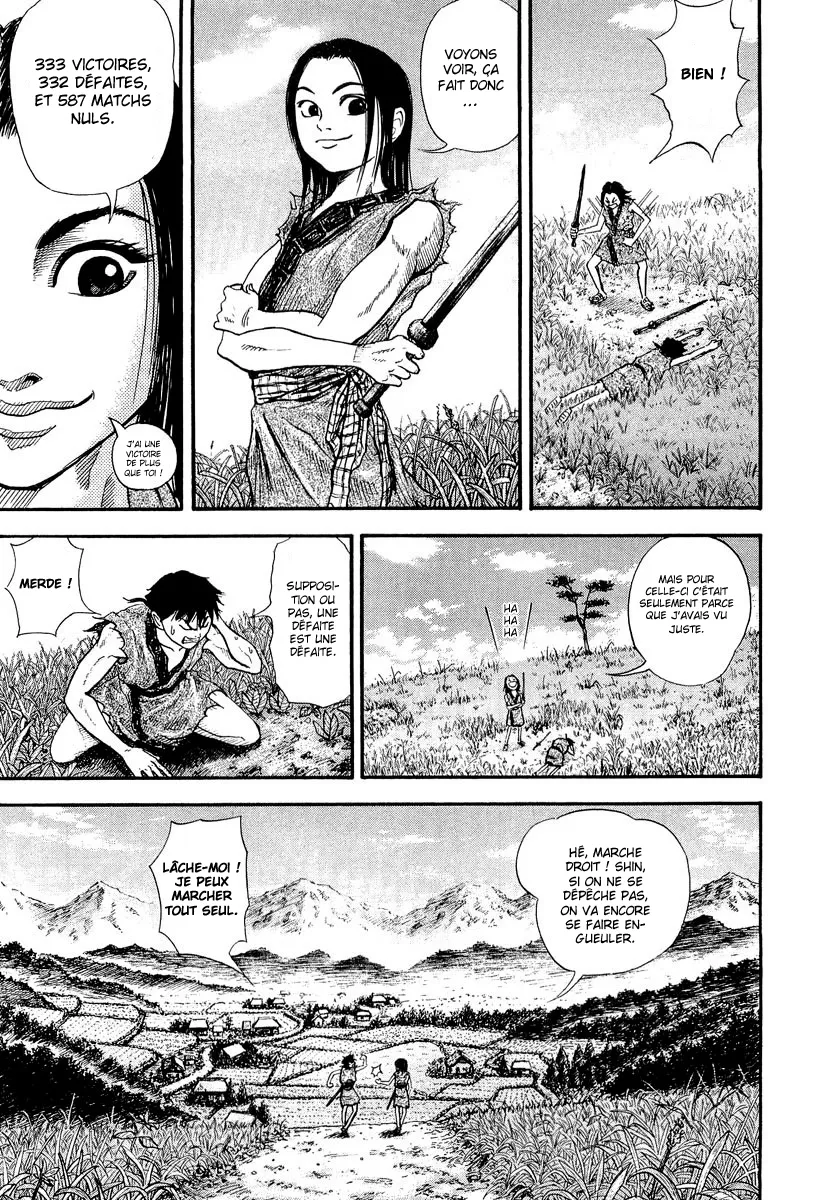 BIEN !
VOYONS
VOIR, ÇA
FAIT DONC
...
333 VICTOIRES,
332 DÉFAITES,
ET 587 MATCHS
NULS.
J'AI UNE
VICTOIRE
DE PLUS
QUE TOI !
MAIS POUR
CELLE-CI C'ÉTAIT
SEULEMENT PARCE
QUE J'AVAIS VU
JUSTE.
HA
HA
HA
SUPPOSI-
TION OU
PAS, UNE
DÉFAITE
EST UNE
DÉFAITE.
MERDE !
HÉ, MARCHE
DROIT ! SHIN,
SI ON NE SE
DÉPÊCHE PAS,
ON VA ENCORE
SE FAIRE EN-
GUEULER.
LÂCHE-MOI !
JE PEUX
MARCHER
TOUT SEUL.